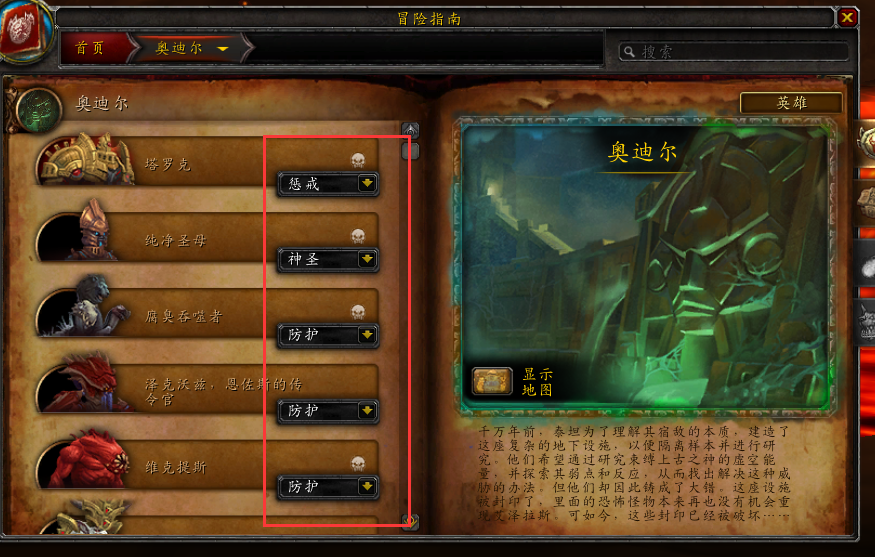 冒险指南
首页
奥迪尔
搜索
奥迪尔
英雄
塔罗克
惩戒
纯净圣母
神圣
腐臭吞噬者
防护
泽克沃兹，恩佐斯的传
令官
防护
维克提斯
防护
奥迪尔
显示
地图
千万年前，泰坦为了理解其宿敌的本质，建造了
这座复杂的地下设施，以便隔离样本并进行研
究。他们希望通过研究束缚上古之神的虚空能
量，并探索其弱点和反应，从而找出解决这种威
胁的办法。但他们却因此铸成了大错。这座设施
被封印了，里面的恐怖怪物本来再也没有机会重
现艾泽拉斯。可如今，这些封印已经被破坏……